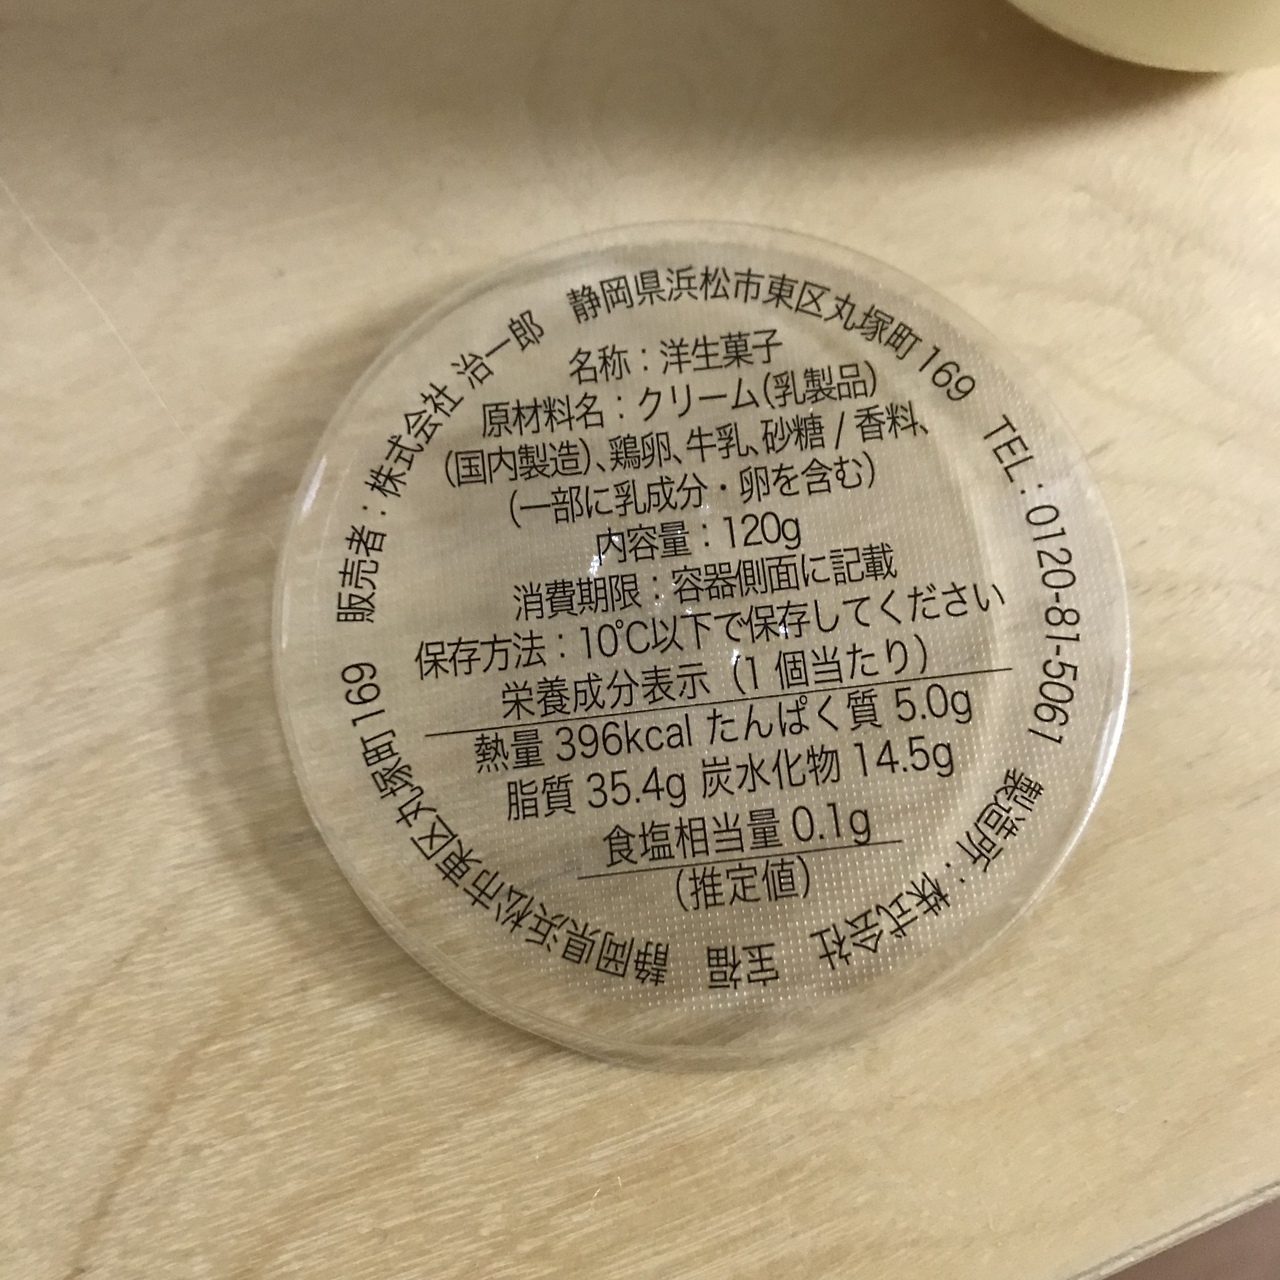 販売者：株式会社 治一郎　静岡県浜松市東区丸塚町169　TEL：0120-81-5061
製造所：株式会社　宝福　静岡県浜松市東区丸塚町169
名称：洋生菓子
原材料名：クリーム（乳製品）
（国内製造）、鶏卵、牛乳、砂糖 / 香料、
（一部に乳成分・卵を含む）
内容量：120g
消費期限：容器側面に記載
保存方法：10℃以下で保存してください
栄養成分表示（1 個当たり）
熱量 396kcal たんぱく質 5.0g
脂質 35.4g 炭水化物 14.5g
食塩相当量 0.1g
（推定値）